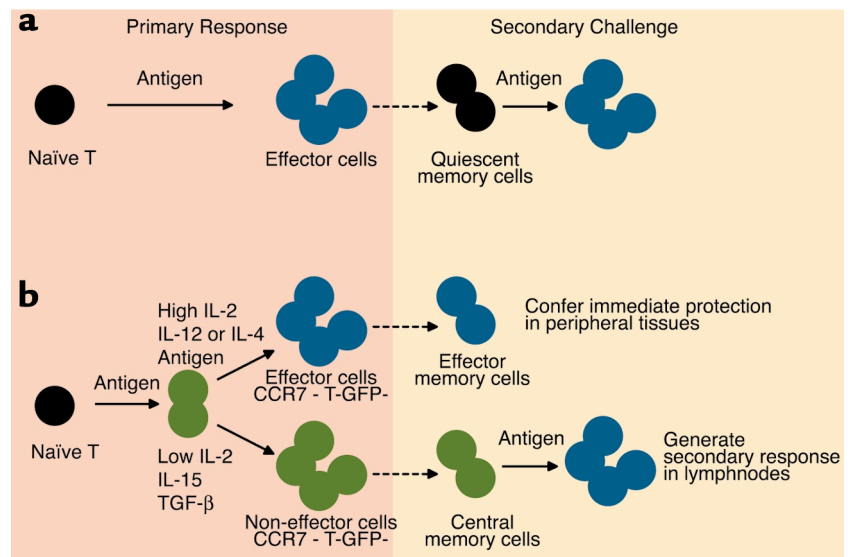 a
Primary Response
Secondary Challenge
Antigen
Antigen
Naïve T
Effector cells
Quiescent
memory cells
b
High IL-2
IL-12 or IL-4
Antigen
Confer immediate protection
in peripheral tissues
Antigen
Effector cells
CCR7 - T-GFP-
Effector
memory cells
Naïve T
Low IL-2
IL-15
TGF-β
Antigen
Generate
secondary response
in lymphnodes
Non-effector cells
CCR7 - T-GFP-
Central
memory cells